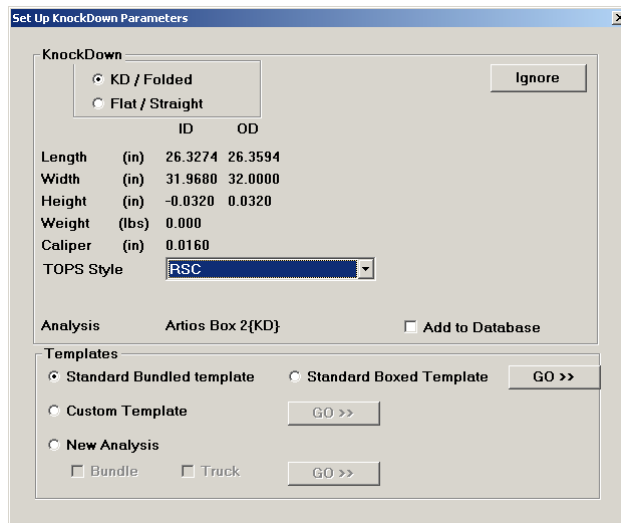 Set Up KnockDown Parameters
KnockDown
KD / Folded
Ignore
Flat / Straight
ID OD
Length (in) 26.3274 26.3594
Width (in) 31.9680 32.0000
Height (in) -0.0320 0.0320
Weight (lbs) 0.000
Caliper (in) 0.0160
TOPS Style RSC
Analysis Artios Box 2{KD} Add to Database
Templates
Standard Bundled template Standard Boxed Template GO >>
Custom Template GO >>
New Analysis
Bundle Truck GO >>